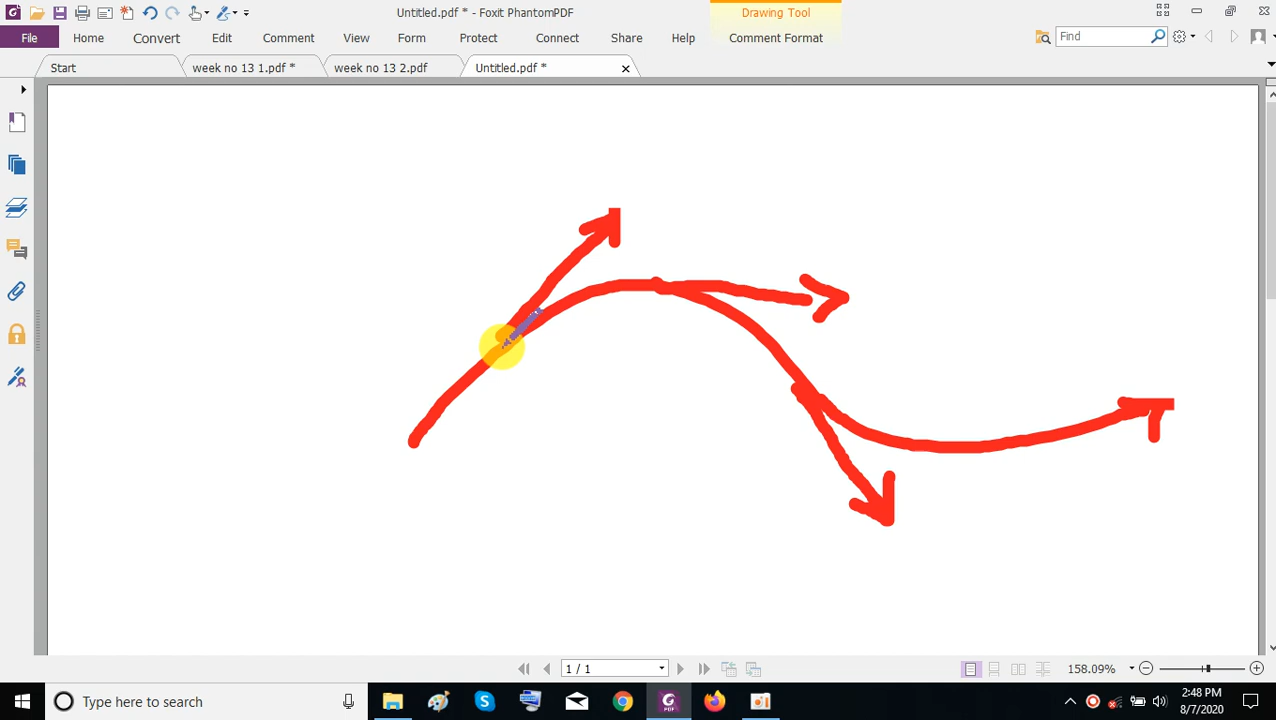 Untitled.pdf * - Foxit PhantomPDF
Drawing Tool
File Home Convert Edit Comment View Form Protect Connect Share Help Comment Format
Find
Start week no 13 1.pdf * week no 13 2.pdf Untitled.pdf *
1 / 1
158.09%
Type here to search
PDF
2:48 PM
8/7/2020